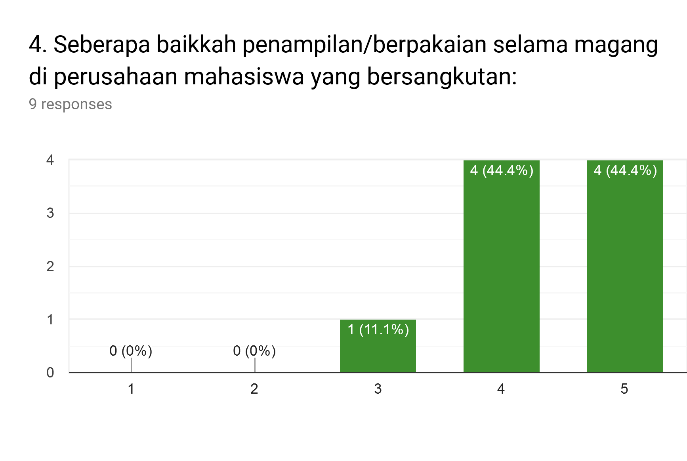 4. Seberapa baikkah penampilan/berpakaian selama magang
di perusahaan mahasiswa yang bersangkutan:
9 responses
4
3
2
1
0
0 (0%)
0 (0%)
1 (11.1%)
4 (44.4%)
4 (44.4%)
1 2 3 4 5